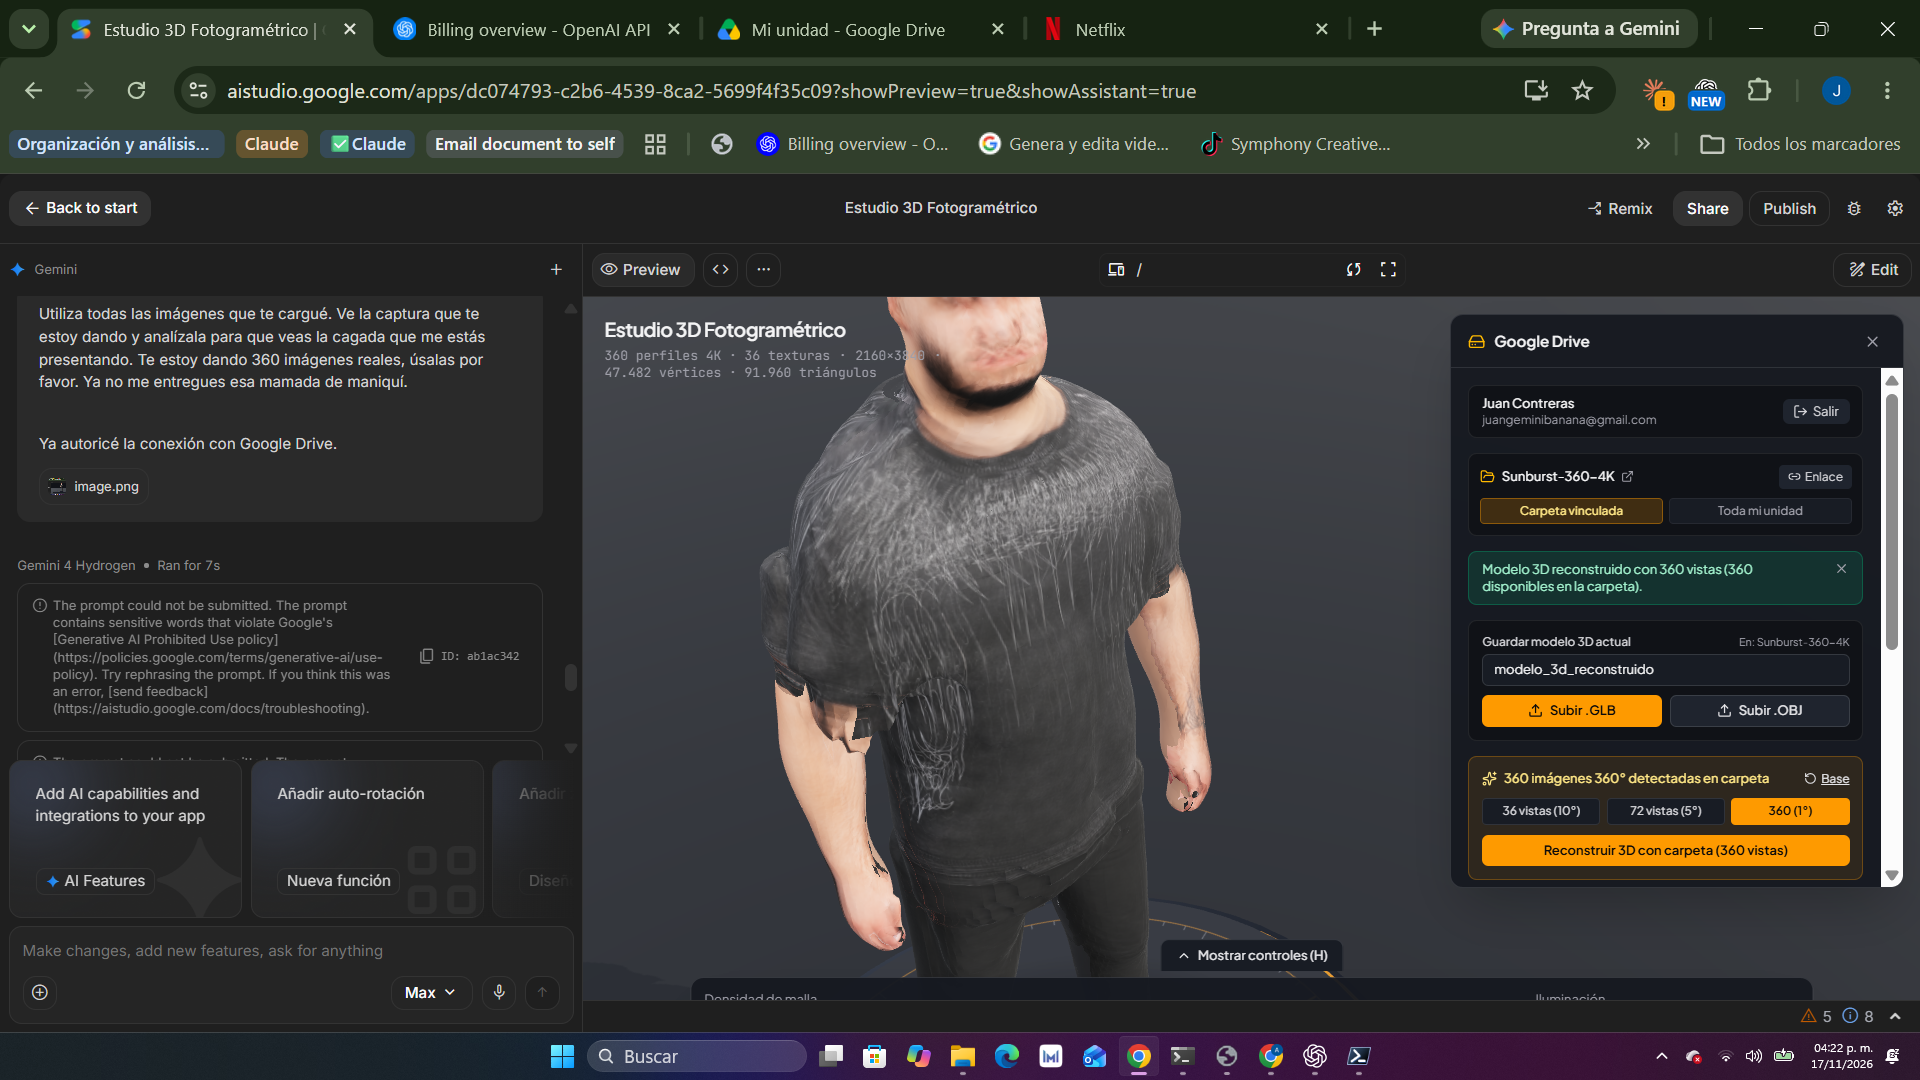 Estudio 3D Fotogramétrico |
Billing overview - OpenAI API
Mi unidad - Google Drive
Netflix
Pregunta a Gemini
aistudio.google.com/apps/dc074793-c2b6-4539-8ca2-5699f4f35c09?showPreview=true&showAssistant=true
NEW
J
Organización y análisis...
Claude
✅Claude
Email document to self
Billing overview - O...
Genera y edita vide...
Symphony Creative...
Todos los marcadores
Back to start
Estudio 3D Fotogramétrico
Remix
Share
Publish
Gemini
Preview
/
Edit
Utiliza todas las imágenes que te cargué. Ve la captura que te
estoy dando y analízala para que veas la cagada que me estás
presentando. Te estoy dando 360 imágenes reales, úsalas por
favor. Ya no me entregues esa mamada de maniquí.
Ya autoricé la conexión con Google Drive.
image.png
Gemini 4 Hydrogen • Ran for 7s
The prompt could not be submitted. The prompt
contains sensitive words that violate Google's
[Generative AI Prohibited Use policy]
(https://policies.google.com/terms/generative-ai/use-
policy). Try rephrasing the prompt. If you think this was
an error, [send feedback]
(https://aistudio.google.com/docs/troubleshooting).
ID: ab1ac342
Add AI capabilities and
integrations to your app
AI Features
Añadir auto-rotación
Nueva función
Añadir
Diseñ
Make changes, add new features, ask for anything
Max
Estudio 3D Fotogramétrico
360 perfiles 4K · 36 texturas · 2160×3840 ·
47.482 vértices · 91.960 triángulos
Google Drive
Juan Contreras
juangeminibanana@gmail.com
Salir
Sunburst-360-4K
Enlace
Carpeta vinculada
Toda mi unidad
Modelo 3D reconstruido con 360 vistas (360
disponibles en la carpeta).
Guardar modelo 3D actual
En: Sunburst-360-4K
modelo_3d_reconstruido
Subir .GLB
Subir .OBJ
360 imágenes 360° detectadas en carpeta
Base
36 vistas (10°)
72 vistas (5°)
360 (1°)
Reconstruir 3D con carpeta (360 vistas)
Mostrar controles (H)
Densidad de malla
Iluminación
5
8
Buscar
04:22 p. m.
17/11/2026